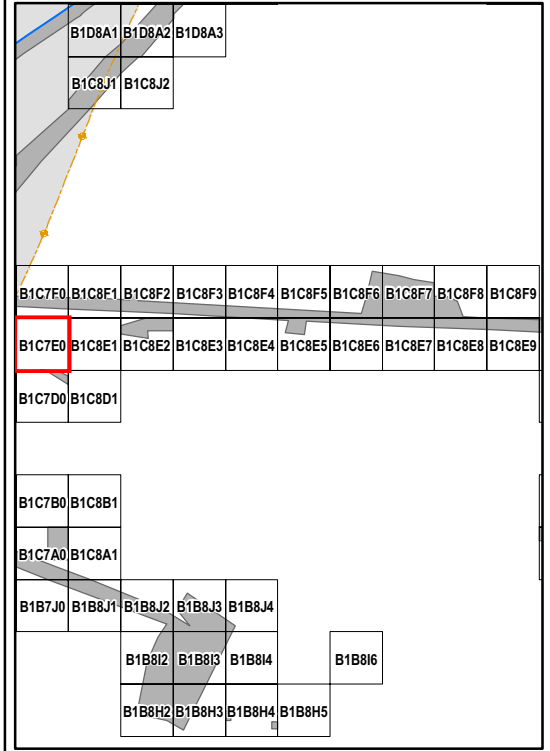 B1D8A1 B1D8A2 B1D8A3
B1C8J1 B1C8J2
B1C7F0 B1C8F1 B1C8F2 B1C8F3 B1C8F4 B1C8F5 B1C8F6 B1C8F7 B1C8F8 B1C8F9
B1C7E0 B1C8E1 B1C8E2 B1C8E3 B1C8E4 B1C8E5 B1C8E6 B1C8E7 B1C8E8 B1C8E9
B1C7D0 B1C8D1
B1C7B0 B1C8B1
B1C7A0 B1C8A1
B1B7J0 B1B8J1 B1B8J2 B1B8J3 B1B8J4
B1B8I2 B1B8I3 B1B8I4 B1B8I6
B1B8H2 B1B8H3 B1B8H4 B1B8H5